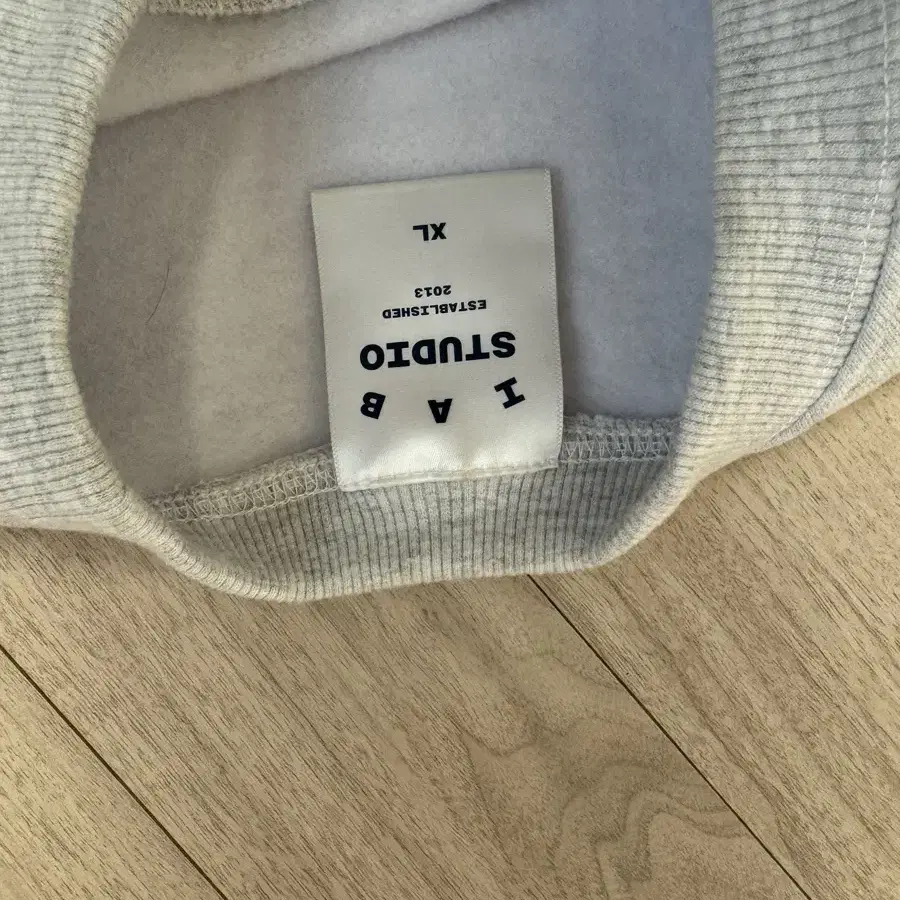 I A B
STUDIO
ESTABLISHED
2013
XL